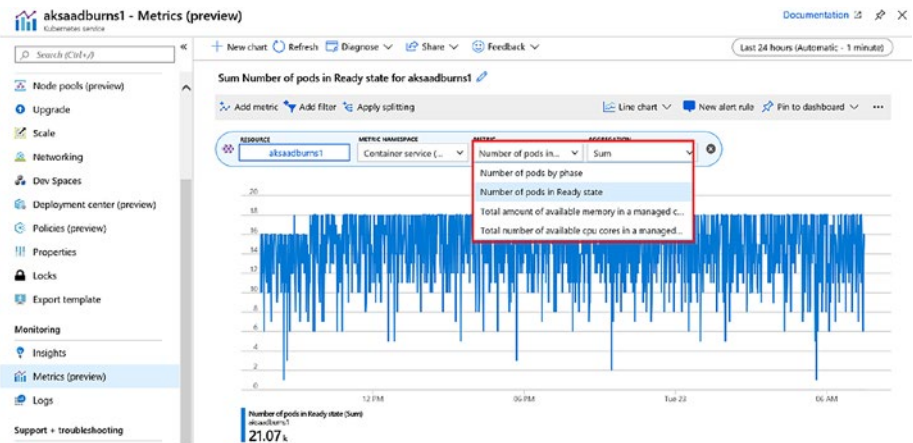 aksaadburns1 - Metrics (preview)
Kubernetes service
Documentation
Search (Ctrl+/)
«
New chart Refresh Diagnose Share Feedback
Last 24 hours (Automatic - 1 minute)
Node pools (preview)
Upgrade
Scale
Networking
Dev Spaces
Deployment center (preview)
Policies (preview)
Properties
Locks
Export template
Monitoring
Insights
Metrics (preview)
Logs
Support + troubleshooting
Sum Number of pods in Ready state for aksaadburns1
Add metric Add filter Apply splitting
Line chart New alert rule Pin to dashboard ...
RESOURCE METRIC NAMESPACE METRIC AGGREGATION
aksaadburns1 Container service (... Number of pods in... Sum
Number of pods by phase
Number of pods in Ready state
Total amount of available memory in a managed c...
Total number of available cpu cores in a managed...
20
18
14
10
8
6
4
2
0
12 PM 06 PM Tue 23 06 AM
Number of pods in Ready state (Sum)
aksaadburns1
21.07 k